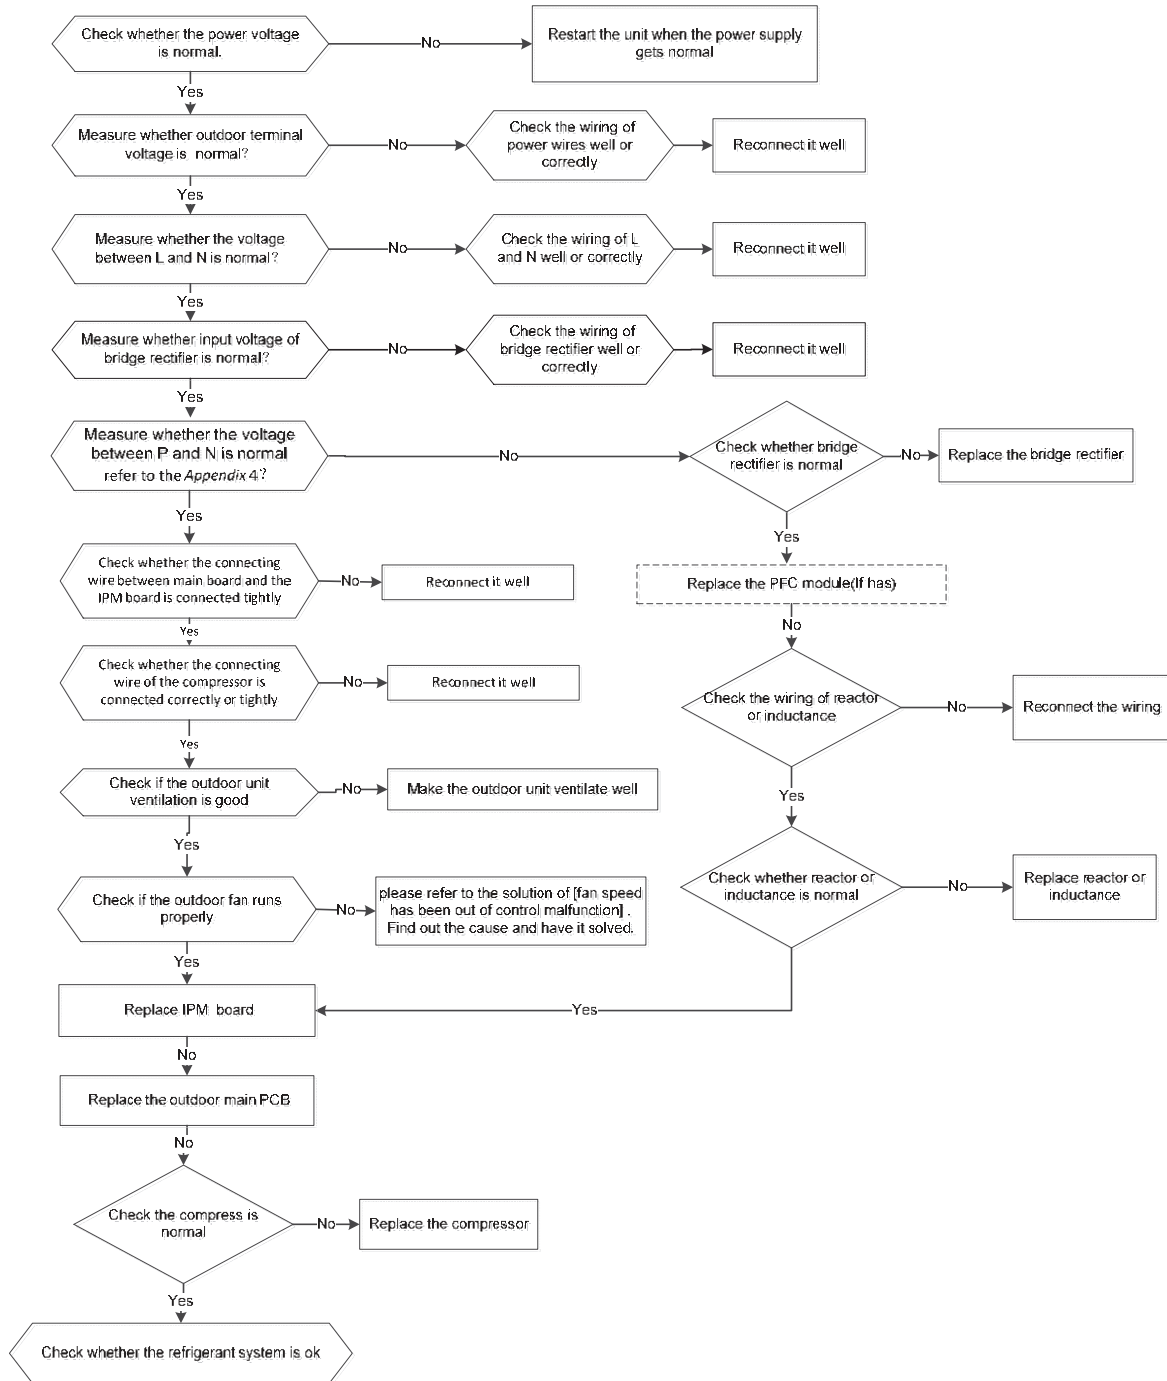 Check whether the power voltage
is normal.
No
Restart the unit when the power supply
gets normal
Yes
Measure whether outdoor terminal
voltage is normal?
No
Check the wiring of
power wires well or
correctly
Reconnect it well
Yes
Measure whether the voltage
between L and N is normal?
No
Check the wiring of L
and N well or correctly
Reconnect it well
Yes
Measure whether input voltage of
bridge rectifier is normal?
No
Check the wiring of
bridge rectifier well or
correctly
Reconnect it well
Yes
Measure whether the voltage
between P and N is normal
refer to the Appendix 4?
No
Check whether bridge
rectifier is normal
No
Replace the bridge rectifier
Yes
Yes
Check whether the connecting
wire between main board and the
IPM board is connected tightly
No
Reconnect it well
Replace the PFC module(If has)
No
Yes
Check whether the connecting
wire of the compressor is
connected correctly or tightly
No
Reconnect it well
Check the wiring of reactor
or inductance
No
Reconnect the wiring
Yes
Check if the outdoor unit
ventilation is good
No
Make the outdoor unit ventilate well
Yes
Yes
Check if the outdoor fan runs
properly
No
please refer to the solution of [fan speed
has been out of control malfunction] .
Find out the cause and have it solved.
Check whether reactor or
inductance is normal
No
Replace reactor or
inductance
Yes
Replace IPM board
Yes
No
Replace the outdoor main PCB
No
Check the compress is
normal
No
Replace the compressor
Yes
Check whether the refrigerant system is ok